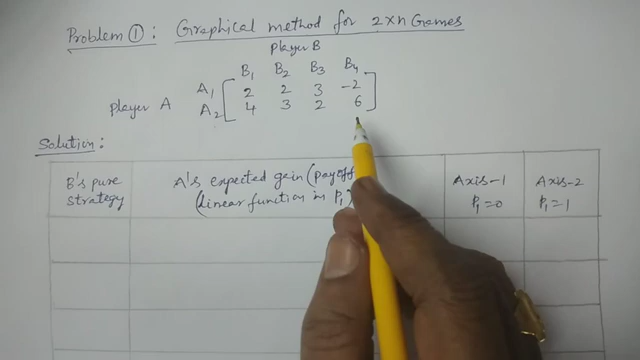 Problem ①: Graphical method for 2×n Games
Player B
B₁ B₂ B₃ B₄
A₁ 2 2 3 -2
Player A A₂ 4 3 2 6
Solution:
B's pure strategy
A's expected gain (payoff
(linear function in P₁
Axis-1 P₁=0
Axis-2 P₁=1